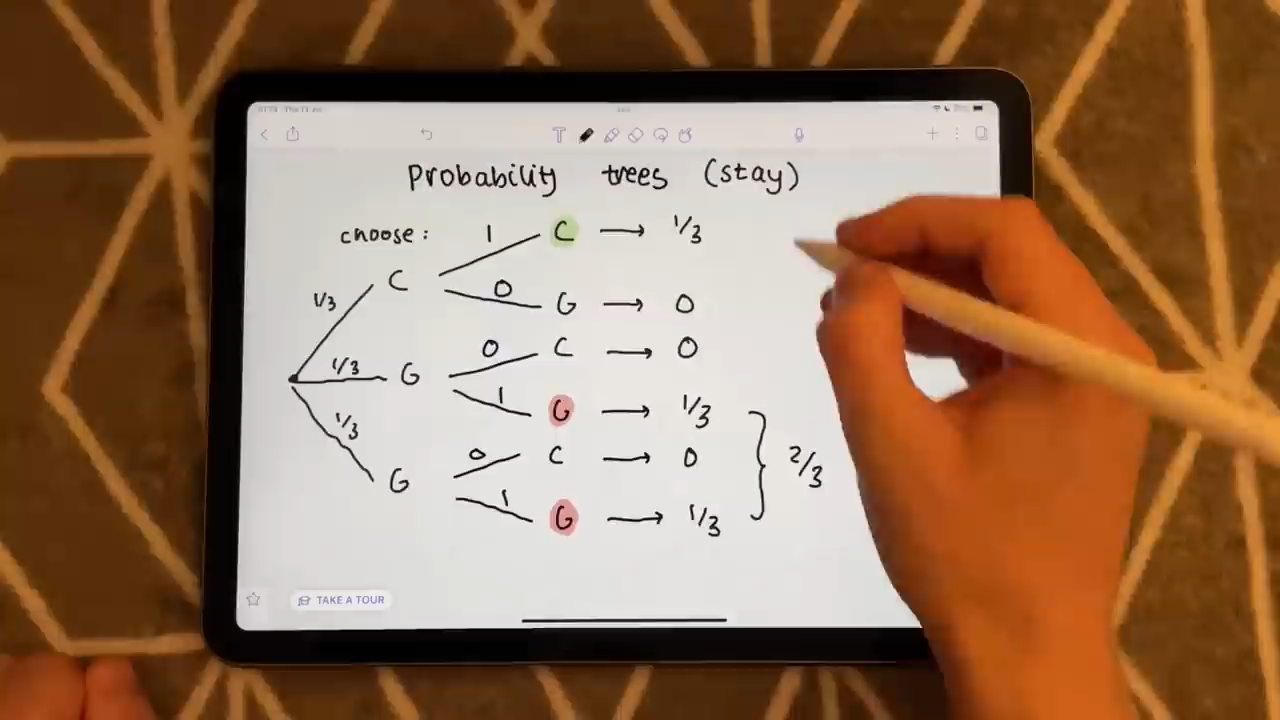 Probability trees (stay)
choose: 1 C → 1/3
1/3 C 0 G → 0
1/3 G 0 C → 0
1 G → 1/3
1/3 G 0 C → 0 2/3
1 G → 1/3
TAKE A TOUR